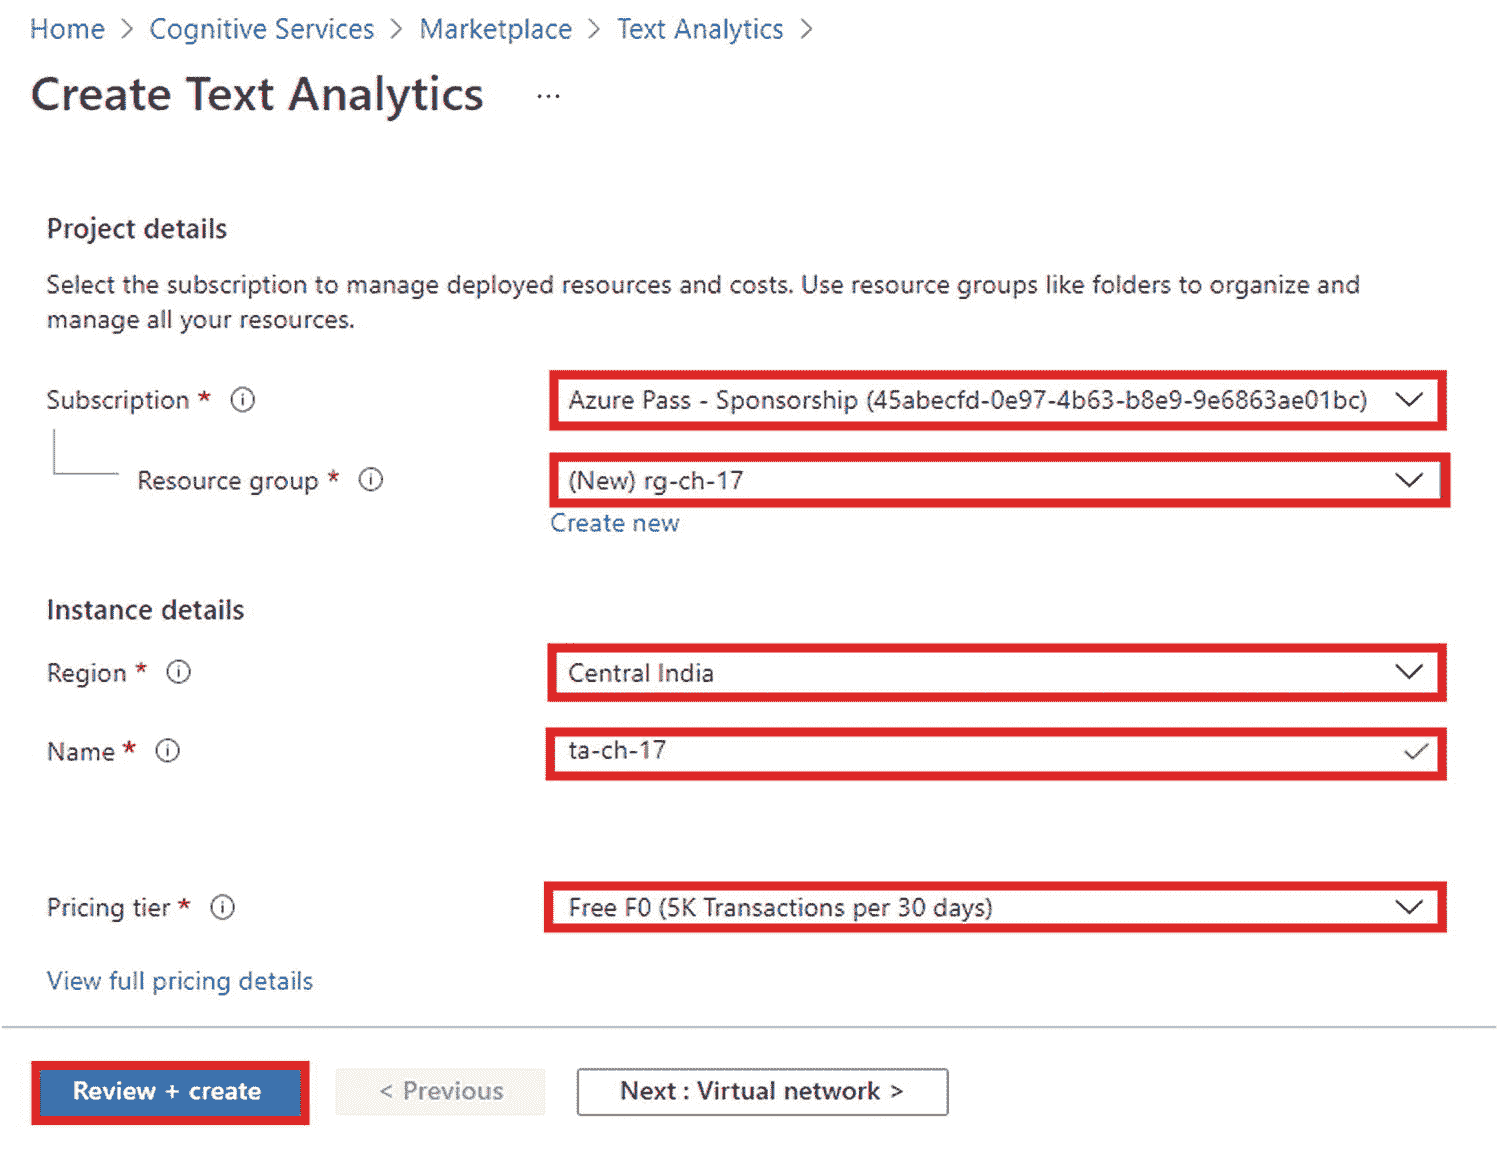 Home > Cognitive Services > Marketplace > Text Analytics >
Create Text Analytics ...
Project details
Select the subscription to manage deployed resources and costs. Use resource groups like folders to organize and
manage all your resources.
Subscription * Azure Pass - Sponsorship (45abecfd-0e97-4b63-b8e9-9e6863ae01bc)
Resource group * (New) rg-ch-17
Create new
Instance details
Region * Central India
Name * ta-ch-17
Pricing tier * Free F0 (5K Transactions per 30 days)
View full pricing details
Review + create < Previous Next : Virtual network >